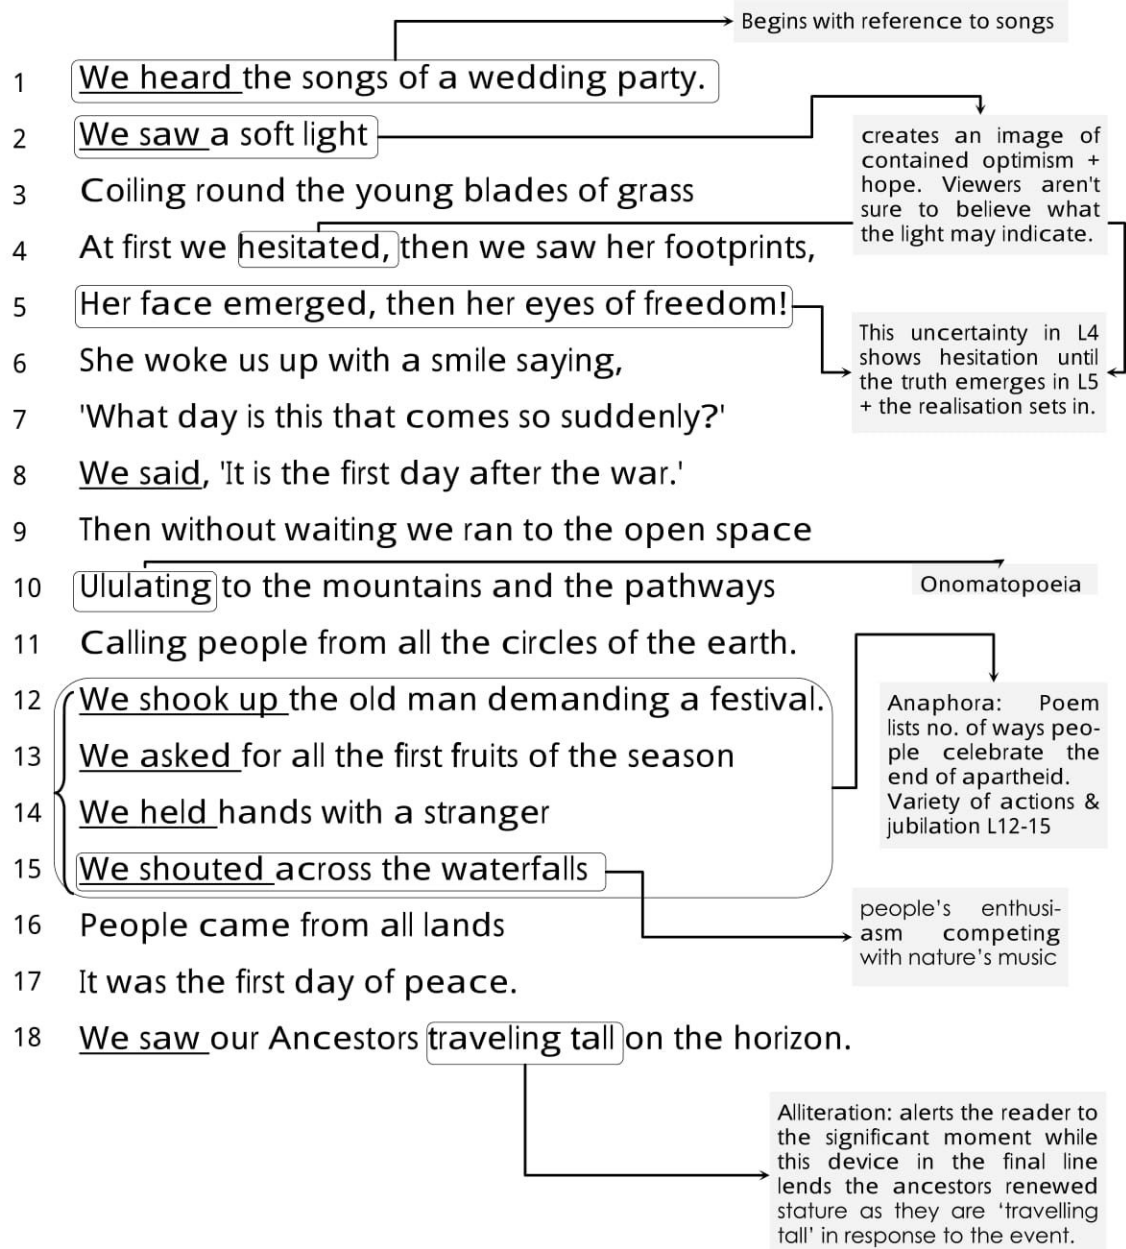 Begins with reference to songs
1 We heard the songs of a wedding party.
2 We saw a soft light
creates an image of
contained optimism +
hope. Viewers aren't
sure to believe what
the light may indicate.
3 Coiling round the young blades of grass
4 At first we hesitated, then we saw her footprints,
5 Her face emerged, then her eyes of freedom!
This uncertainty in L4
shows hesitation until
the truth emerges in L5
+ the realisation sets in.
6 She woke us up with a smile saying,
7 'What day is this that comes so suddenly?'
8 We said, 'It is the first day after the war.'
9 Then without waiting we ran to the open space
10 Ululating to the mountains and the pathways
Onomatopoeia
11 Calling people from all the circles of the earth.
12 We shook up the old man demanding a festival.
13 We asked for all the first fruits of the season
14 We held hands with a stranger
15 We shouted across the waterfalls
Anaphora: Poem
lists no. of ways peo-
ple celebrate the
end of apartheid.
Variety of actions &
jubilation L12-15
people's enthusi-
asm competing
with nature's music
16 People came from all lands
17 It was the first day of peace.
18 We saw our Ancestors traveling tall on the horizon.
Alliteration: alerts the reader to
the significant moment while
this device in the final line
lends the ancestors renewed
stature as they are 'travelling
tall' in response to the event.